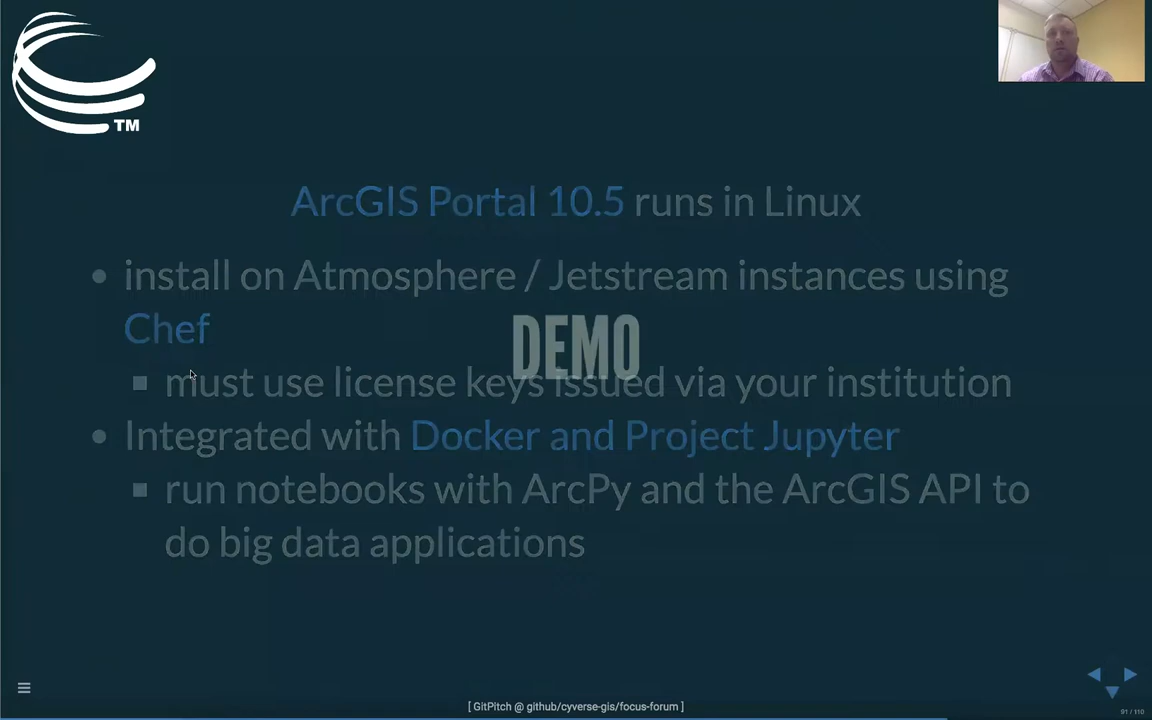 TM
ArcGIS Portal 10.5 runs in Linux
install on Atmosphere / Jetstream instances using
Chef
DEMO
must use license keys issued via your institution
Integrated with Docker and Project Jupyter
run notebooks with ArcPy and the ArcGIS API to
do big data applications
[ GitPitch @ github/cyverse-gis/focus-forum ]
91 / 110